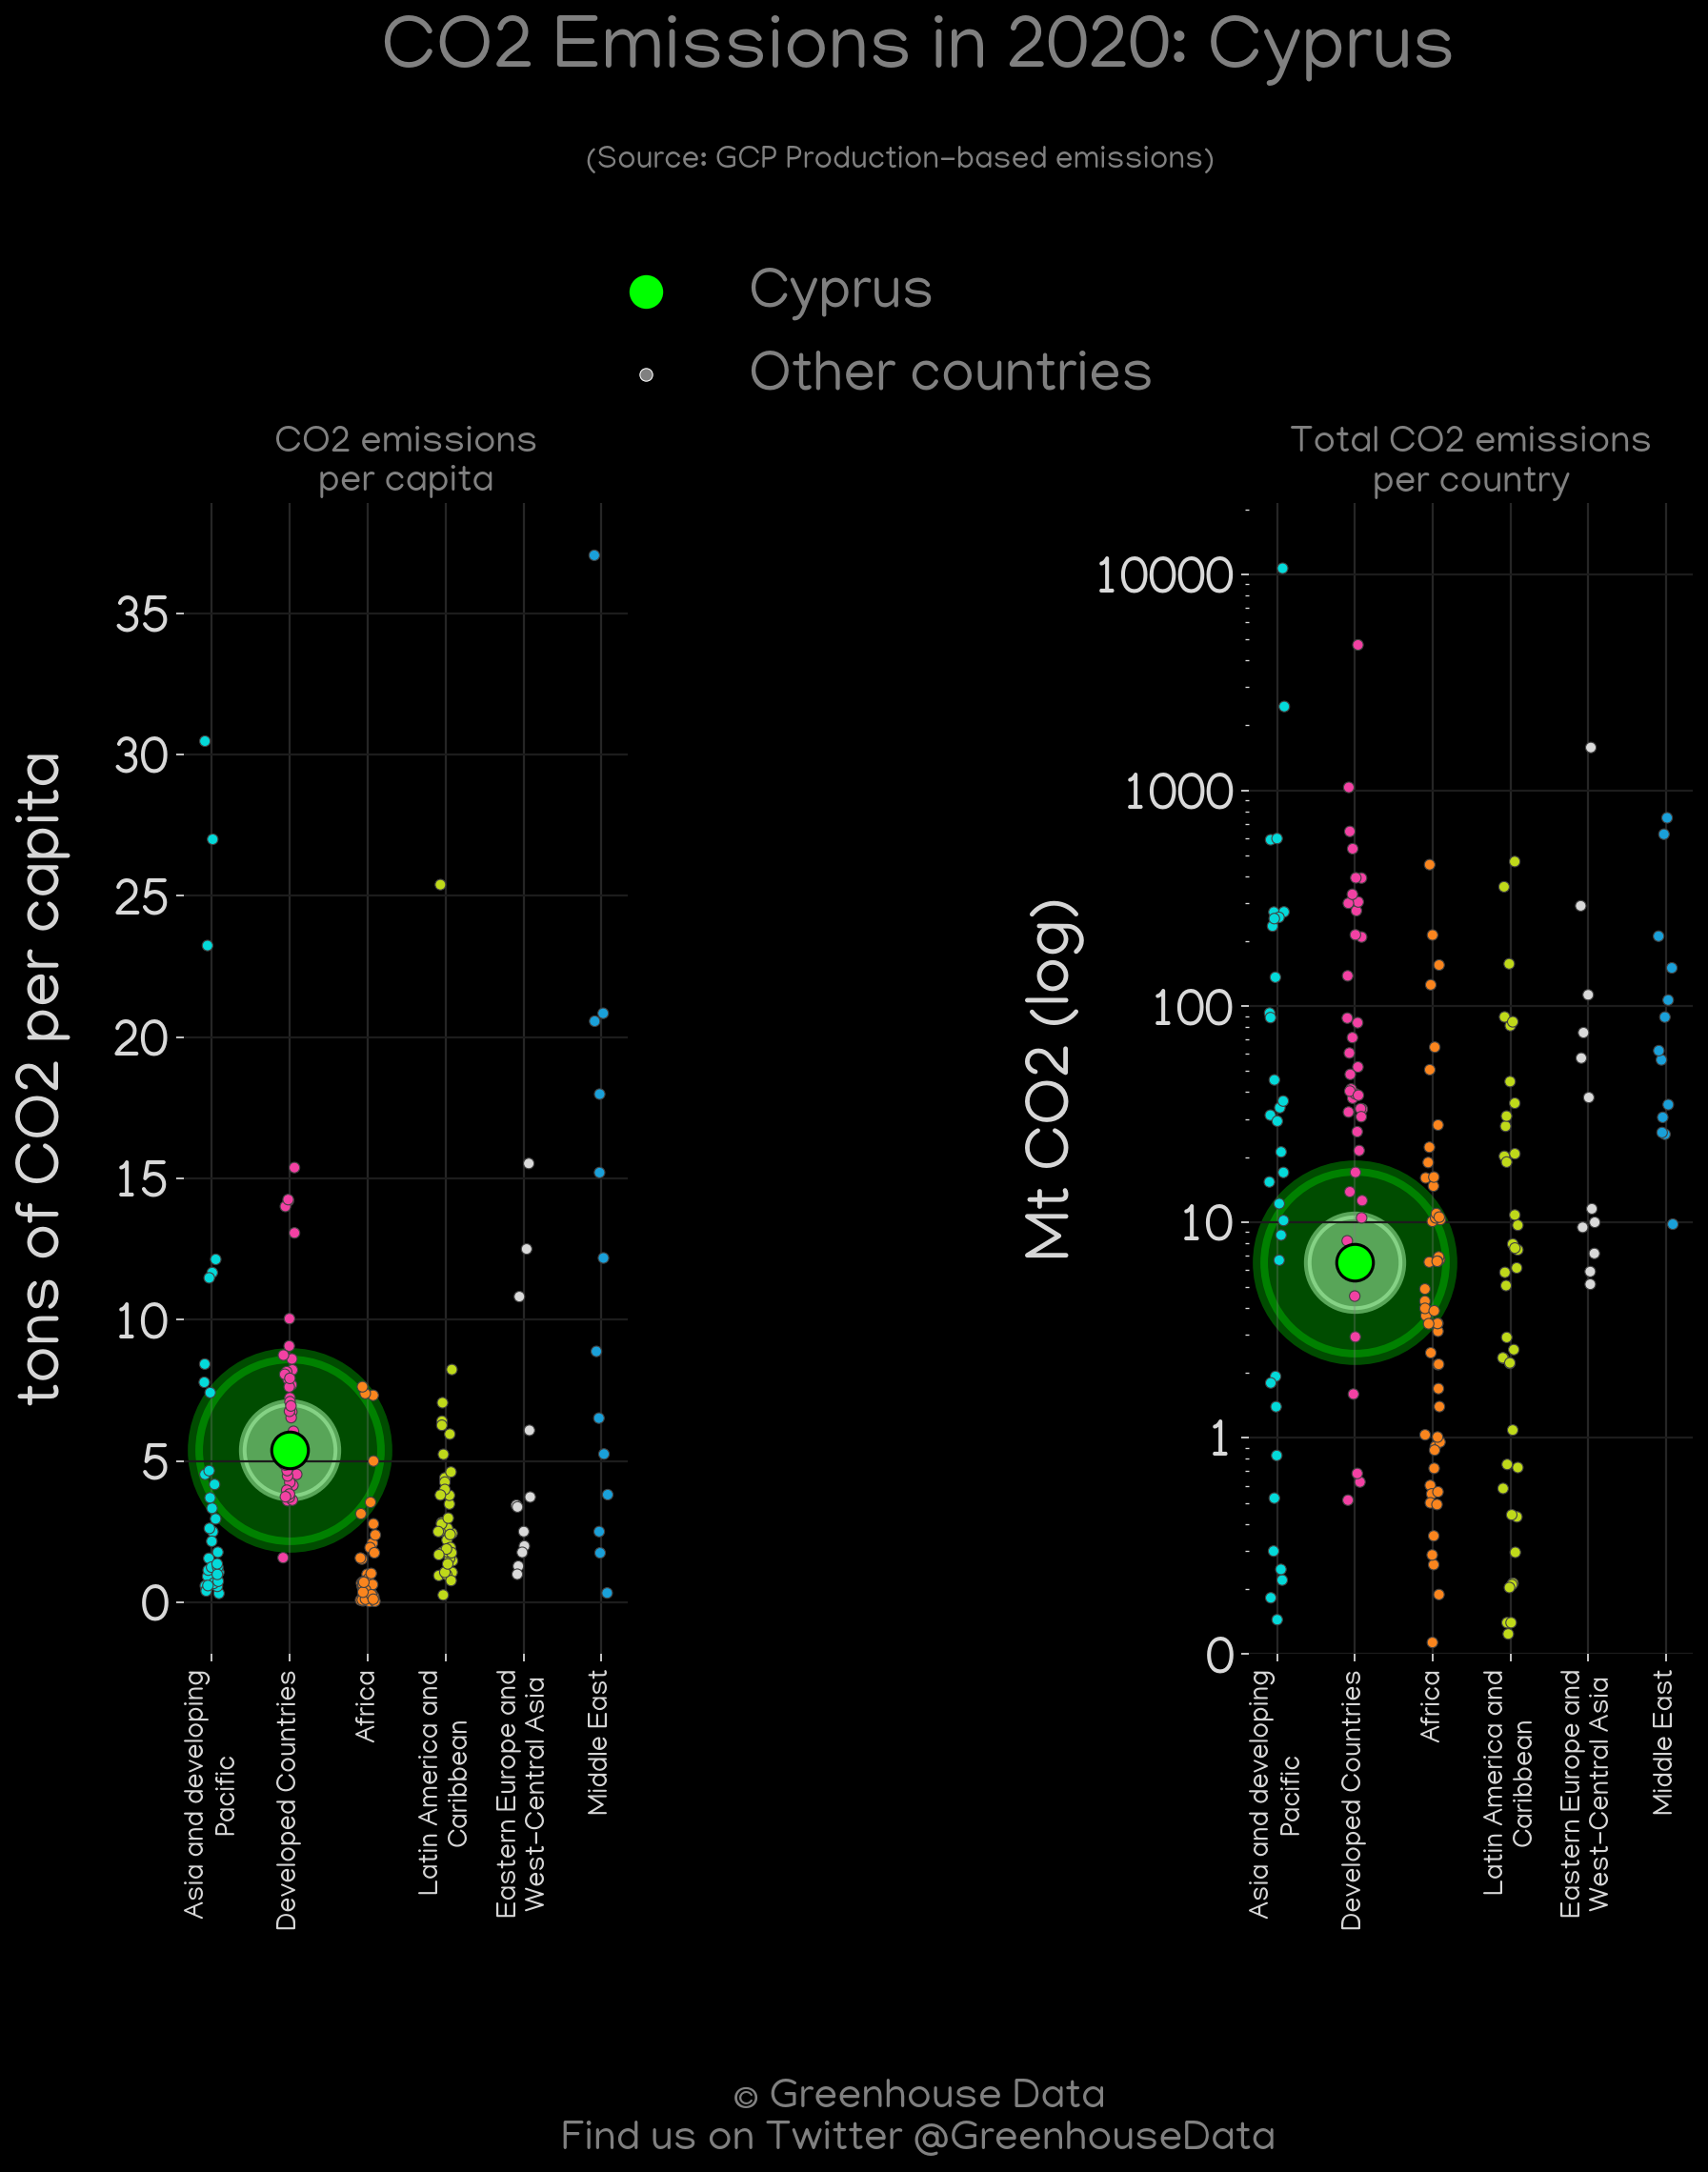 CO2 Emissions in 2020: Cyprus
(Source: GCP Production-based emissions)
Cyprus
Other countries
CO2 emissions
per capita
tons of CO2 per capita
35
30
25
20
15
10
5
0
Asia and developing
Pacific
Developed Countries
Africa
Latin America and
Caribbean
Eastern Europe and
West-Central Asia
Middle East
Total CO2 emissions
per country
Mt CO2 (log)
10000
1000
100
10
1
0
Asia and developing
Pacific
Developed Countries
Africa
Latin America and
Caribbean
Eastern Europe and
West-Central Asia
Middle East
© Greenhouse Data
Find us on Twitter @GreenhouseData